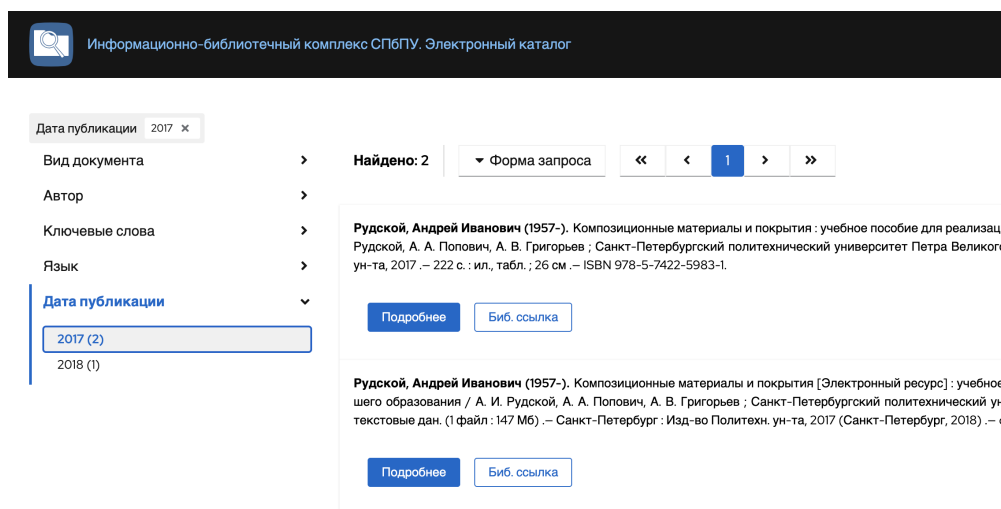 Информационно-библиотечный комплекс СПбПУ. Электронный каталог
Дата публикации 2017
Вид документа
Автор
Ключевые слова
Язык
Дата публикации
2017 (2)
2018 (1)
Найдено: 2 Форма запроса 1
Рудской, Андрей Иванович (1957-). Композиционные материалы и покрытия : учебное пособие для реализац
Рудской, А. А. Попович, А. В. Григорьев ; Санкт-Петербургский политехнический университет Петра Великог
ун-та, 2017 .— 222 с. : ил., табл. ; 26 см .— ISBN 978-5-7422-5983-1.
Подробнее Биб. ссылка
Рудской, Андрей Иванович (1957-). Композиционные материалы и покрытия [Электронный ресурс] : учебное
шего образования / А. И. Рудской, А. А. Попович, А. В. Григорьев ; Санкт-Петербургский политехнический ун
текстовые дан. (1 файл : 147 Мб) .— Санкт-Петербург : Изд-во Политехн. ун-та, 2017 (Санкт-Петербург, 2018) .—
Подробнее Биб. ссылка